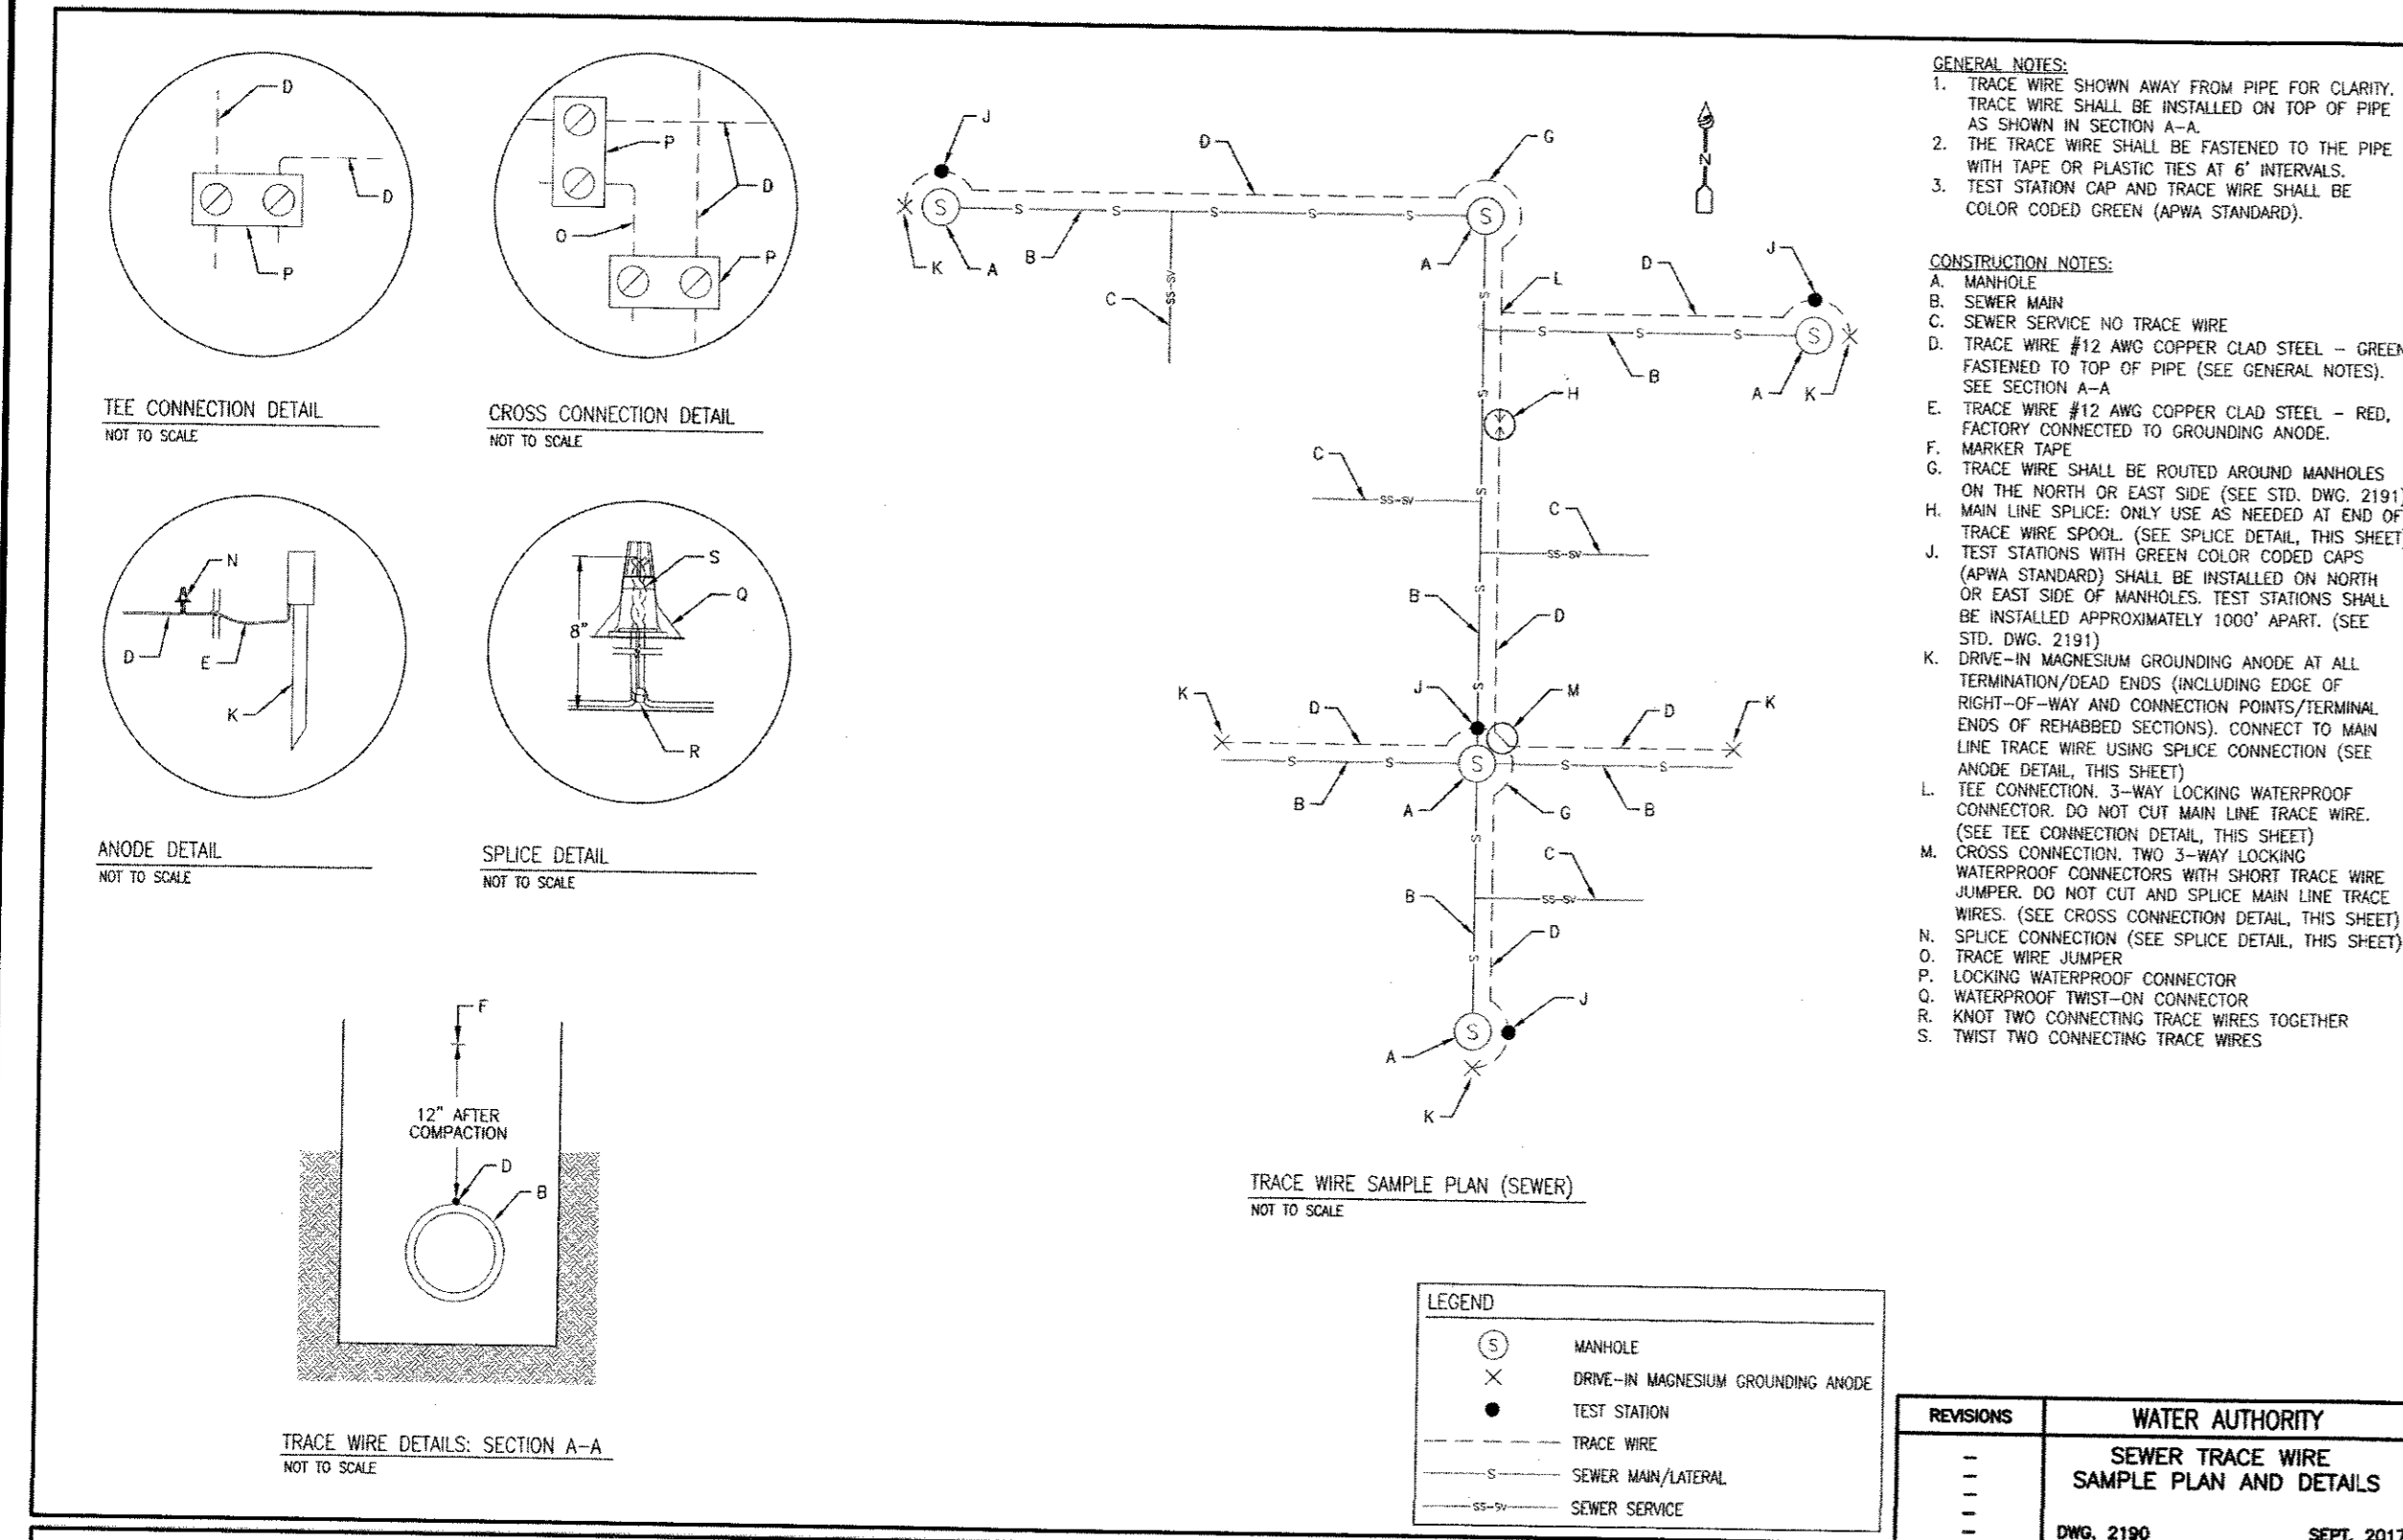 D
D
P
TEE CONNECTION DETAIL
NOT TO SCALE
P
D
O
P
CROSS CONNECTION DETAIL
NOT TO SCALE
N
D
E
K
ANODE DETAIL
NOT TO SCALE
8"
S
Q
R
SPLICE DETAIL
NOT TO SCALE
F
12" AFTER
COMPACTION
D
B
TRACE WIRE DETAILS: SECTION A-A
NOT TO SCALE
J
D
G
N
S
S S S S S
S
K
A
B
A
C
SS-SV
L
D
J
S
S S S
S
B
A
K
S
H
C
SS-SV
S
C
SS-SV
B
S
D
S
J
M
K
D
D
K
S S
S
S S
B
A
G
B
S
C
SS-SV
B
D
S
J
S
A
K
TRACE WIRE SAMPLE PLAN (SEWER)
NOT TO SCALE
GENERAL NOTES:
1. TRACE WIRE SHOWN AWAY FROM PIPE FOR CLARITY.
TRACE WIRE SHALL BE INSTALLED ON TOP OF PIPE
AS SHOWN IN SECTION A-A.
2. THE TRACE WIRE SHALL BE FASTENED TO THE PIPE
WITH TAPE OR PLASTIC TIES AT 6' INTERVALS.
3. TEST STATION CAP AND TRACE WIRE SHALL BE
COLOR CODED GREEN (APWA STANDARD).
CONSTRUCTION NOTES:
A. MANHOLE
B. SEWER MAIN
C. SEWER SERVICE NO TRACE WIRE
D. TRACE WIRE #12 AWG COPPER CLAD STEEL - GREEN
FASTENED TO TOP OF PIPE (SEE GENERAL NOTES).
SEE SECTION A-A
E. TRACE WIRE #12 AWG COPPER CLAD STEEL - RED,
FACTORY CONNECTED TO GROUNDING ANODE.
F. MARKER TAPE
G. TRACE WIRE SHALL BE ROUTED AROUND MANHOLES
ON THE NORTH OR EAST SIDE (SEE STD. DWG. 2191)
H. MAIN LINE SPLICE: ONLY USE AS NEEDED AT END OF
TRACE WIRE SPOOL. (SEE SPLICE DETAIL, THIS SHEET)
J. TEST STATIONS WITH GREEN COLOR CODED CAPS
(APWA STANDARD) SHALL BE INSTALLED ON NORTH
OR EAST SIDE OF MANHOLES. TEST STATIONS SHALL
BE INSTALLED APPROXIMATELY 1000' APART. (SEE
STD. DWG. 2191)
K. DRIVE-IN MAGNESIUM GROUNDING ANODE AT ALL
TERMINATION/DEAD ENDS (INCLUDING EDGE OF
RIGHT-OF-WAY AND CONNECTION POINTS/TERMINAL
ENDS OF REHABBED SECTIONS). CONNECT TO MAIN
LINE TRACE WIRE USING SPLICE CONNECTION (SEE
ANODE DETAIL, THIS SHEET)
L. TEE CONNECTION. 3-WAY LOCKING WATERPROOF
CONNECTOR. DO NOT CUT MAIN LINE TRACE WIRE.
(SEE TEE CONNECTION DETAIL, THIS SHEET)
M. CROSS CONNECTION. TWO 3-WAY LOCKING
WATERPROOF CONNECTORS WITH SHORT TRACE WIRE
JUMPER. DO NOT CUT AND SPLICE MAIN LINE TRACE
WIRES. (SEE CROSS CONNECTION DETAIL, THIS SHEET)
N. SPLICE CONNECTION (SEE SPLICE DETAIL, THIS SHEET)
O. TRACE WIRE JUMPER
P. LOCKING WATERPROOF CONNECTOR
Q. WATERPROOF TWIST-ON CONNECTOR
R. KNOT TWO CONNECTING TRACE WIRES TOGETHER
S. TWIST TWO CONNECTING TRACE WIRES
LEGEND
S MANHOLE
DRIVE-IN MAGNESIUM GROUNDING ANODE
TEST STATION
TRACE WIRE
S SEWER MAIN/LATERAL
SS-SV SEWER SERVICE
REVISIONS
WATER AUTHORITY
SEWER TRACE WIRE
SAMPLE PLAN AND DETAILS
DWG. 2190 SEPT. 2017